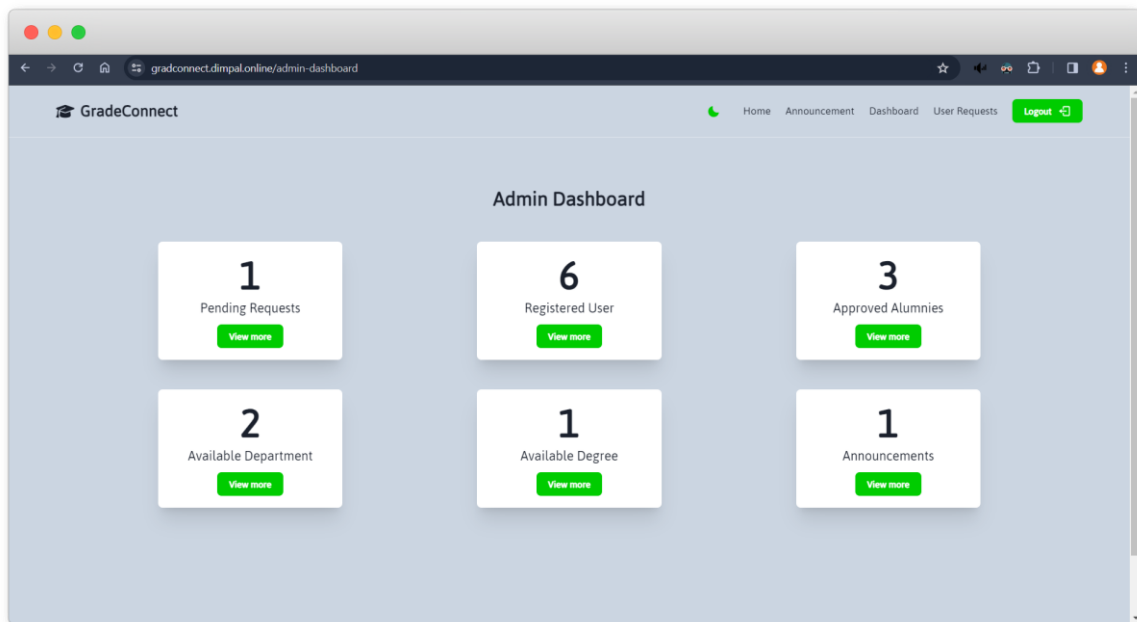 gradconnect.dimpal.online/admin-dashboard
GradeConnect
Home Announcement Dashboard User Requests Logout
Admin Dashboard
1 6 3
Pending Requests Registered User Approved Alumnies
View more View more View more
2 1 1
Available Department Available Degree Announcements
View more View more View more